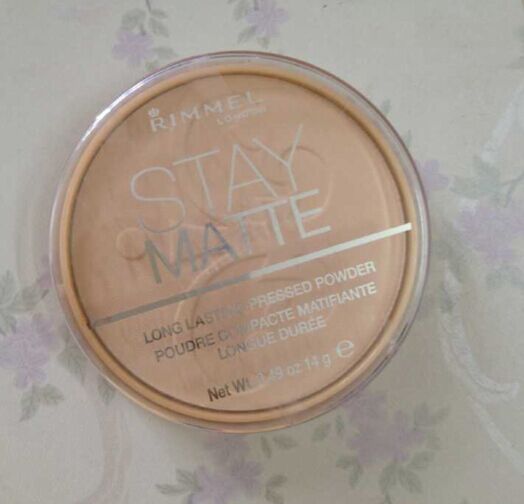 RIMMEL
LONDON
STAY
MATTE
LONG LASTING PRESSED POWDER
POUDRE COMPACTE MATIFIANTE
LONGUE DURÉE
Net Wt. 0.49 oz 14 g ℮